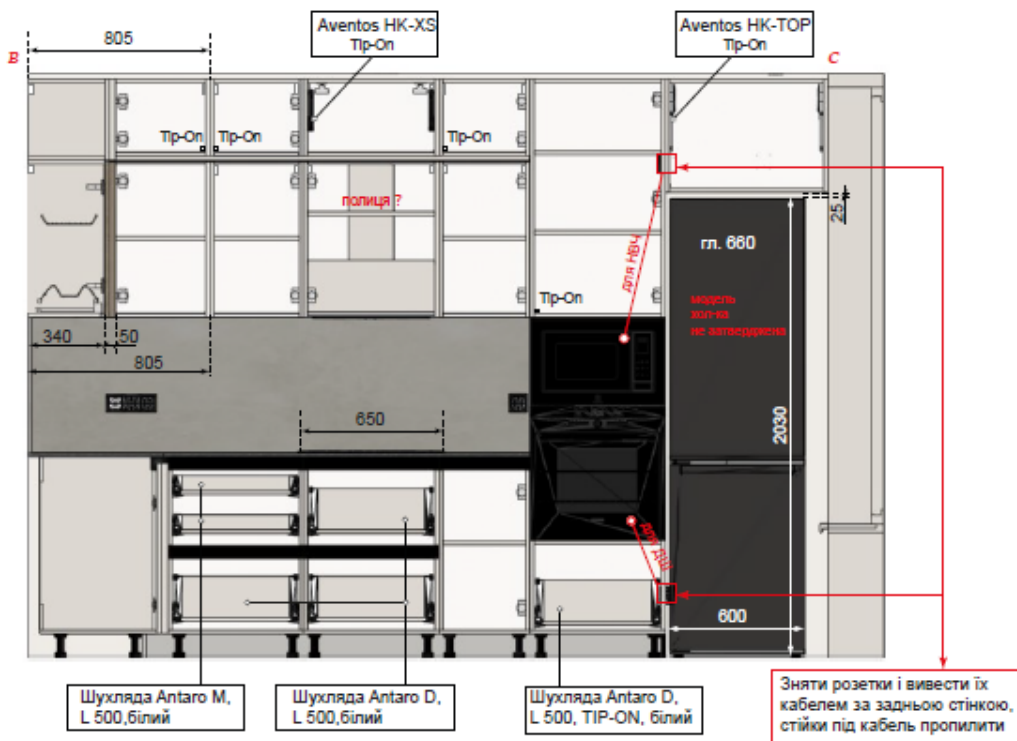 Aventos HK-XS
Tip-On
Aventos HK-TOP
Tip-On
805
B
C
Tip-On
Tip-On
Tip-On
полиця ?
25
гл. 660
для НВЧ
Tip-On
модель
хол-ка
не затверджена
340
50
805
650
2030
для ДШ
600
Шухляда Antaro M,
L 500,білий
Шухляда Antaro D,
L 500,білий
Шухляда Antaro D,
L 500, TIP-ON, білий
Зняти розетки і вивести їх
кабелем за задньою стінкою,
стійки під кабель пропилити